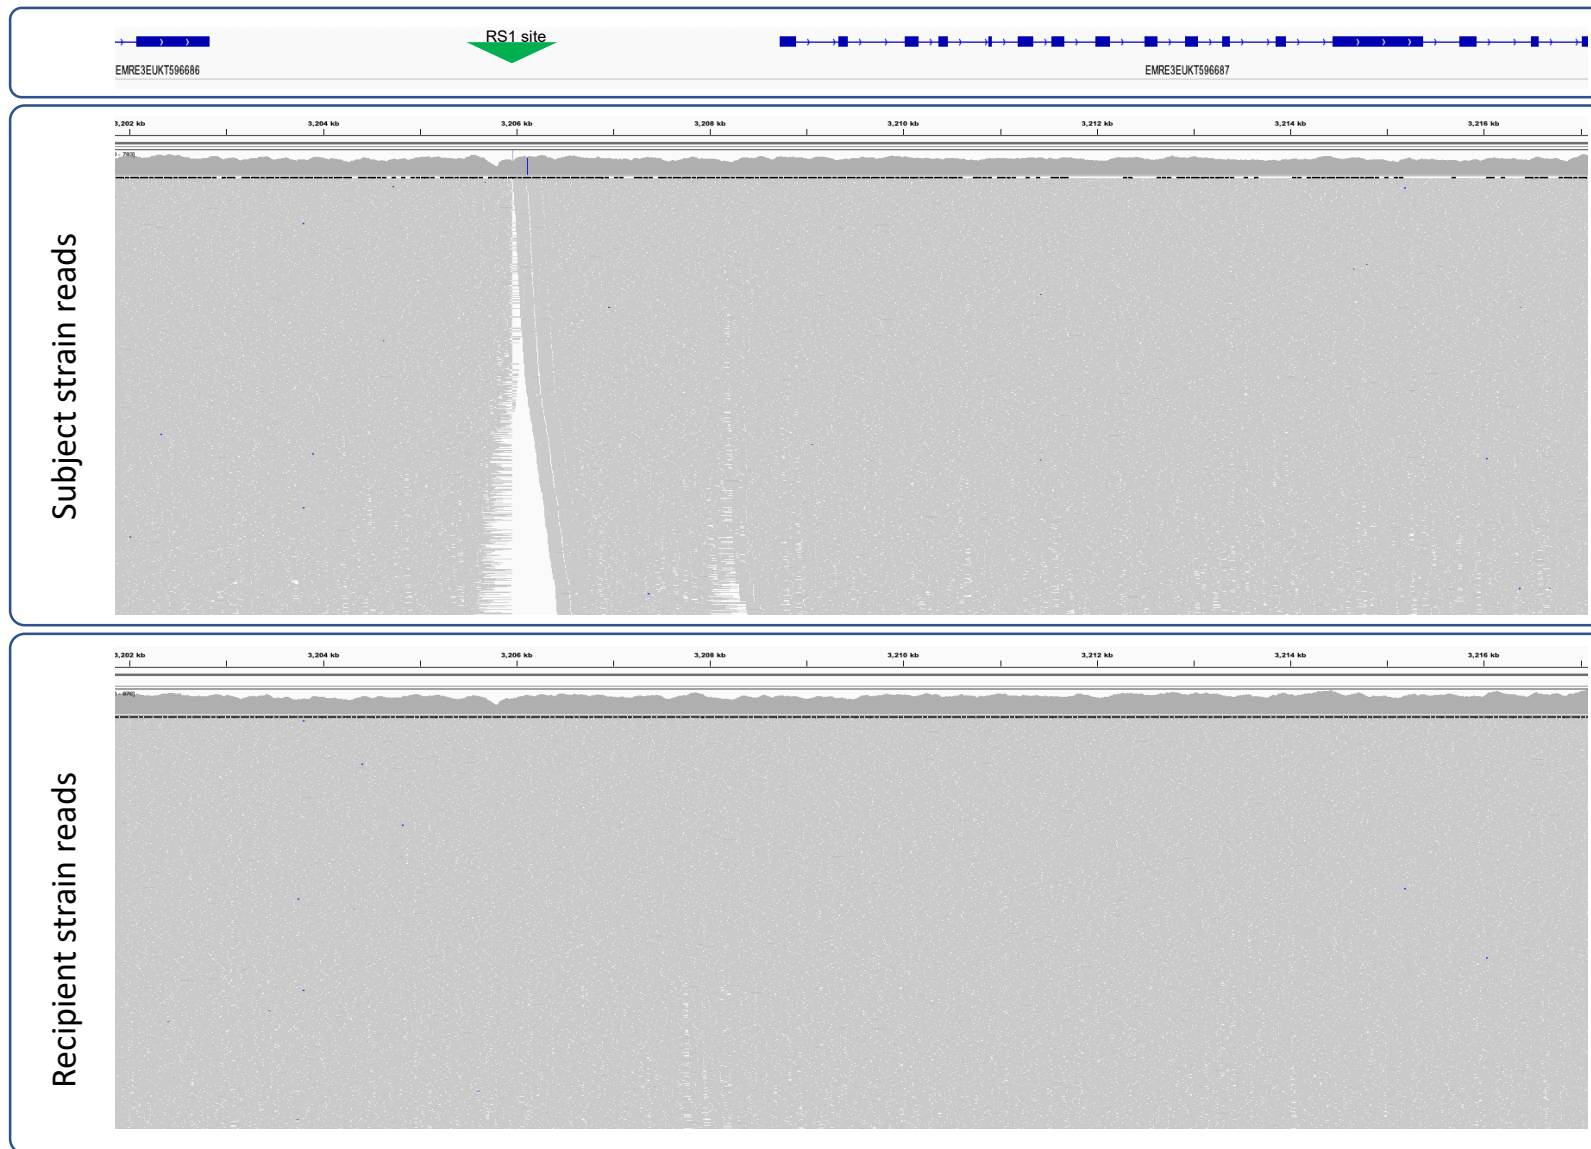 RS1 site
EMRE3EUKT596686
EMRE3EUKT596687
Subject strain reads
3,202 kb 3,204 kb 3,206 kb 3,208 kb 3,210 kb 3,212 kb 3,214 kb 3,216 kb
Recipient strain reads
3,202 kb 3,204 kb 3,206 kb 3,208 kb 3,210 kb 3,212 kb 3,214 kb 3,216 kb